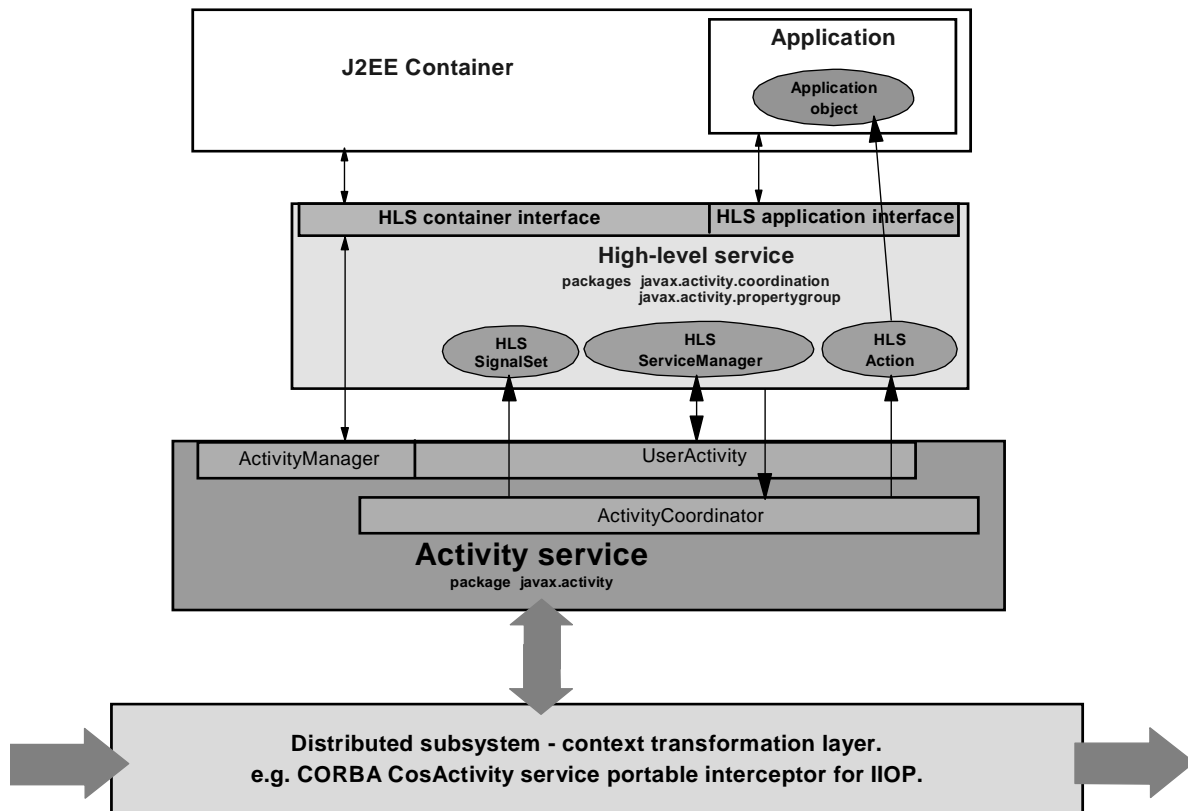 Application
J2EE Container
Application
object
HLS container interface
HLS application interface
High-level service
packages javax.activity.coordination
javax.activity.propertygroup
HLS
SignalSet
HLS
ServiceManager
HLS
Action
ActivityManager
UserActivity
ActivityCoordinator
Activity service
package javax.activity
Distributed subsystem - context transformation layer.
e.g. CORBA CosActivity service portable interceptor for IIOP.